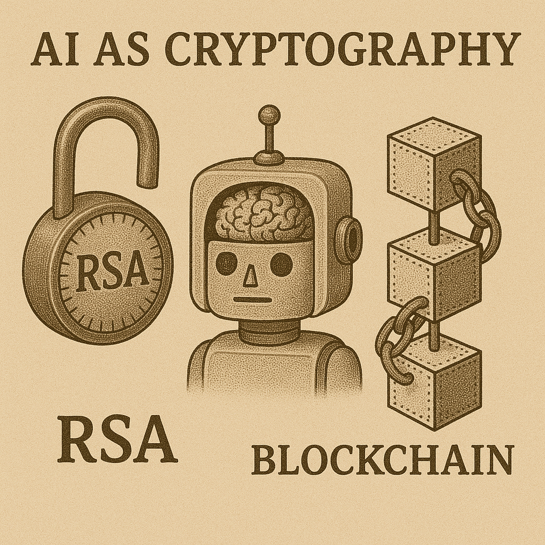 AI AS CRYPTOGRAPHY
RSA
RSA
BLOCKCHAIN